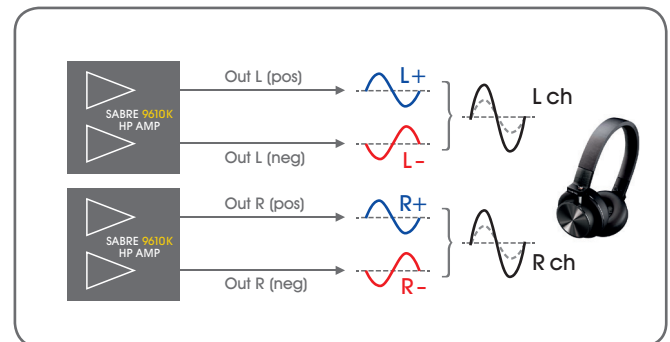 Out L (pos)
L+
SABRE 9610K
HP AMP
L ch
Out L (neg)
L-
Out R (pos)
R+
SABRE 9610K
HP AMP
R ch
Out R (neg)
R-